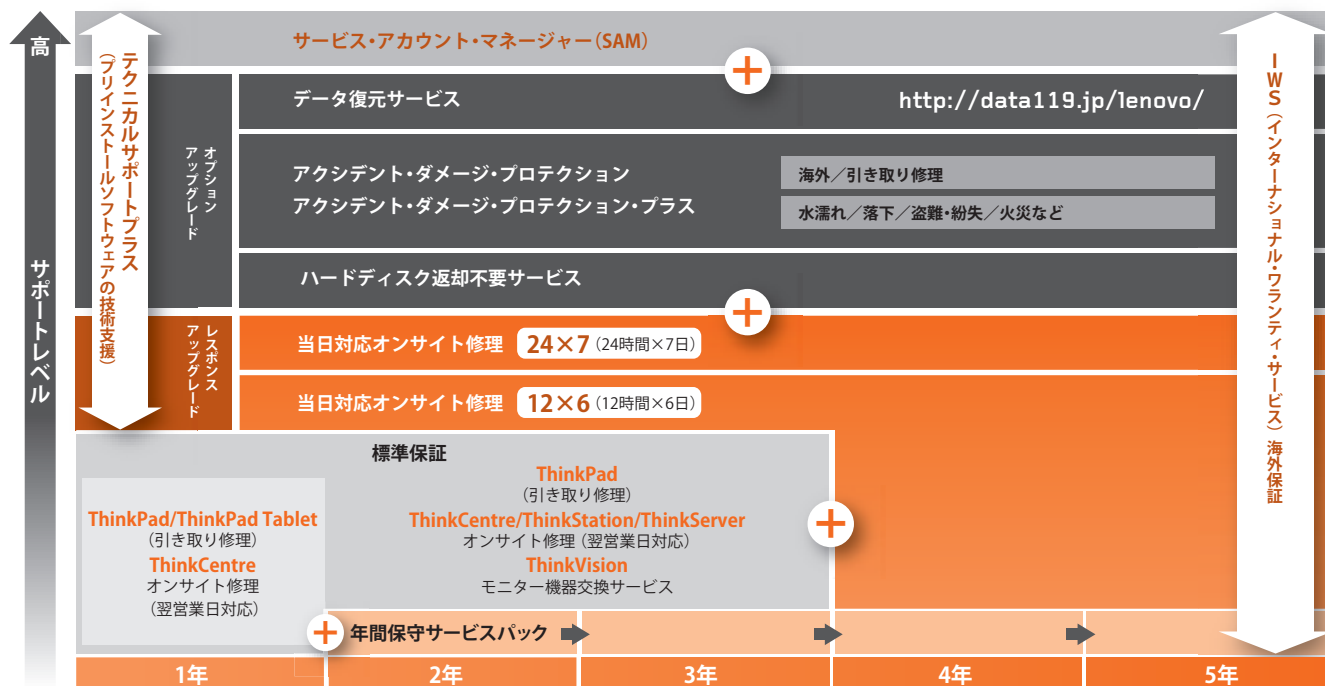 高
サポートレベル
テクニカルサポートプラス
(プリインストールソフトウェアの技術支援)
サービス・アカウント・マネージャー(SAM)
オプション
アップグレード
データ復元サービス
http://data119.jp/lenovo/
アクシデント・ダメージ・プロテクション
海外/引き取り修理
アクシデント・ダメージ・プロテクション・プラス
水濡れ/落下/盗難・紛失/火災など
ハードディスク返却不要サービス
レスポンス
アップグレード
当日対応オンサイト修理 24×7 (24時間×7日)
当日対応オンサイト修理 12×6 (12時間×6日)
IWS(インターナショナル・ワランティ・サービス)海外保証
標準保証
ThinkPad/ThinkPad Tablet
(引き取り修理)
ThinkCentre
オンサイト修理
(翌営業日対応)
ThinkPad
(引き取り修理)
ThinkCentre/ThinkStation/ThinkServer
オンサイト修理(翌営業日対応)
ThinkVision
モニター機器交換サービス
年間保守サービスパック
1年
2年
3年
4年
5年